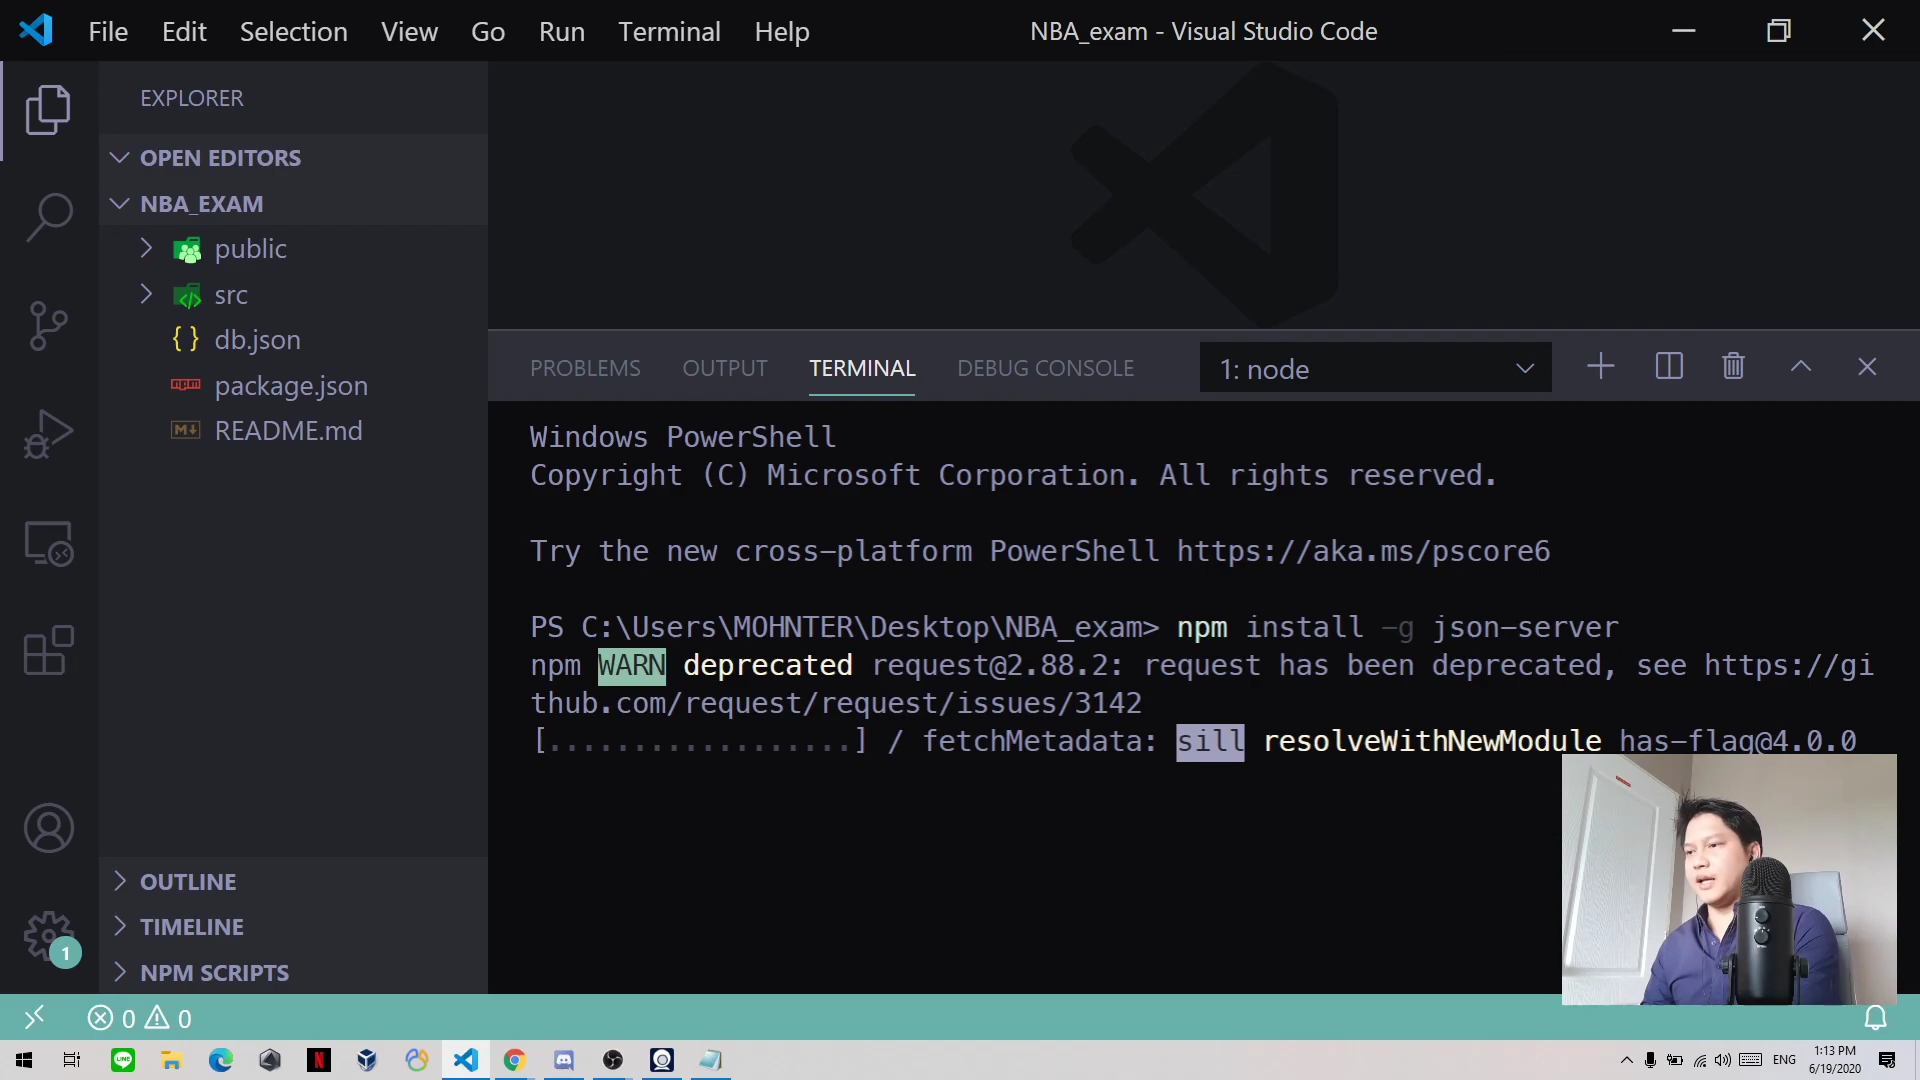 File Edit Selection View Go Run Terminal Help
NBA_exam - Visual Studio Code
EXPLORER
OPEN EDITORS
NBA_EXAM
public
src
db.json
package.json
README.md
OUTLINE
TIMELINE
NPM SCRIPTS
PROBLEMS OUTPUT TERMINAL DEBUG CONSOLE 1: node
Windows PowerShell
Copyright (C) Microsoft Corporation. All rights reserved.
Try the new cross-platform PowerShell https://aka.ms/pscore6
PS C:\Users\MOHNTER\Desktop\NBA_exam> npm install -g json-server
npm WARN deprecated request@2.88.2: request has been deprecated, see https://gi
thub.com/request/request/issues/3142
[..................] / fetchMetadata: sill resolveWithNewModule has-flag@4.0.0
1
0 0
ENG
1:13 PM
6/19/2020